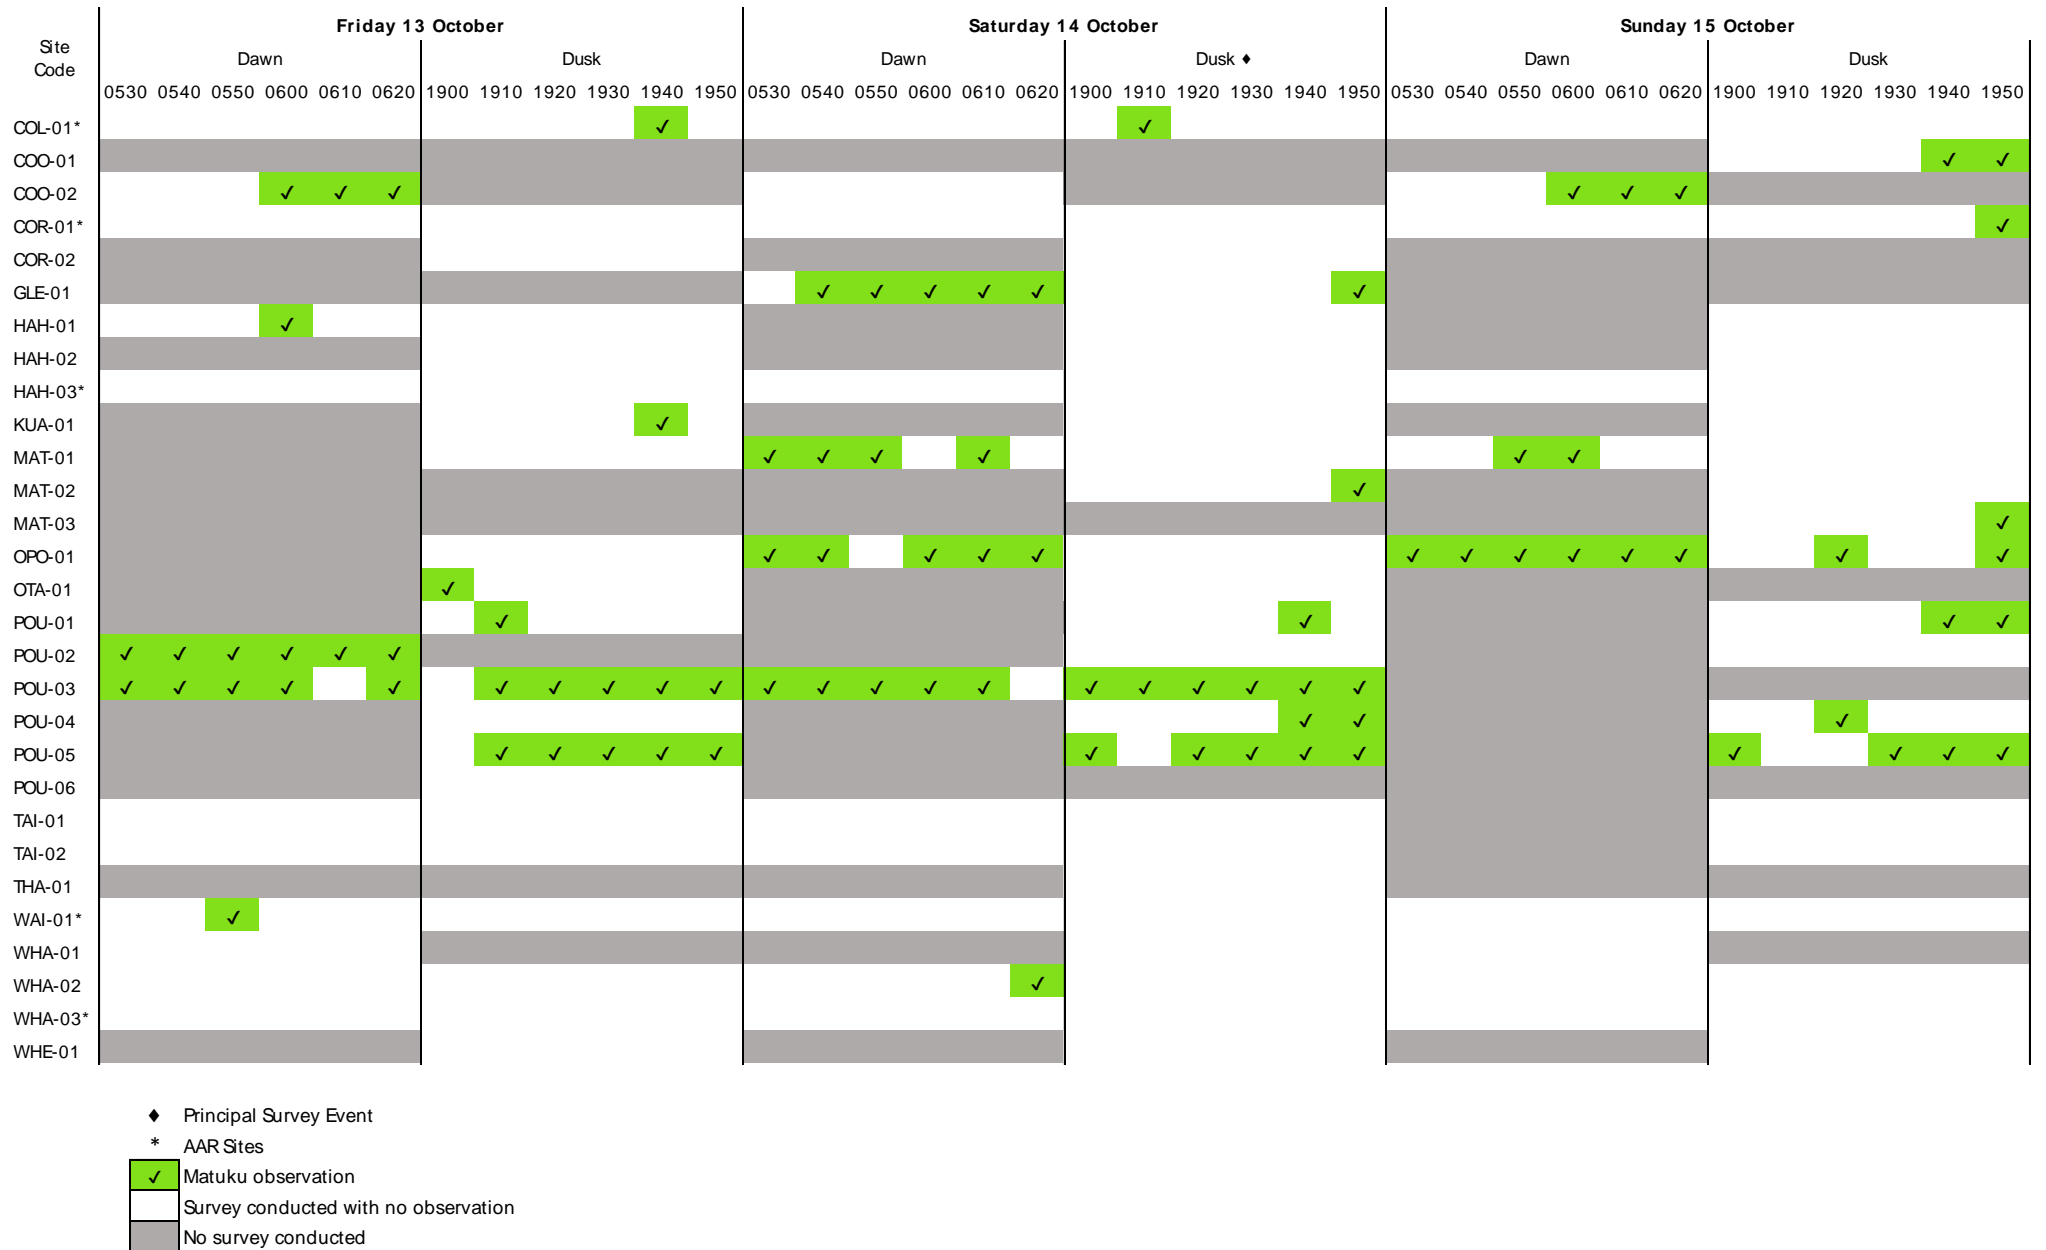 Friday 13 October Saturday 14 October Sunday 15 October
Site Code
Dawn Dusk Dawn Dusk ♦ Dawn Dusk
0530 0540 0550 0600 0610 0620 1900 1910 1920 1930 1940 1950 0530 0540 0550 0600 0610 0620 1900 1910 1920 1930 1940 1950 0530 0540 0550 0600 0610 0620 1900 1910 1920 1930 1940 1950
COL-01* ✓ ✓
COO-01 ✓ ✓
COO-02 ✓ ✓ ✓ ✓ ✓ ✓
COR-01* ✓
COR-02
GLE-01 ✓ ✓ ✓ ✓ ✓ ✓
HAH-01 ✓
HAH-02
HAH-03*
KUA-01 ✓
MAT-01 ✓ ✓ ✓ ✓ ✓ ✓
MAT-02 ✓
MAT-03 ✓
OPO-01 ✓ ✓ ✓ ✓ ✓ ✓ ✓ ✓ ✓ ✓ ✓ ✓ ✓
OTA-01 ✓
POU-01 ✓ ✓ ✓ ✓
POU-02 ✓ ✓ ✓ ✓ ✓ ✓
POU-03 ✓ ✓ ✓ ✓ ✓ ✓ ✓ ✓ ✓ ✓ ✓ ✓ ✓ ✓ ✓ ✓ ✓ ✓ ✓ ✓ ✓
POU-04 ✓ ✓ ✓
POU-05 ✓ ✓ ✓ ✓ ✓ ✓ ✓ ✓ ✓ ✓ ✓ ✓ ✓ ✓
POU-06
TAI-01
TAI-02
THA-01
WAI-01* ✓
WHA-01
WHA-02 ✓
WHA-03*
WHE-01
♦ Principal Survey Event
* AAR Sites
✓ Matuku observation
Survey conducted with no observation
No survey conducted